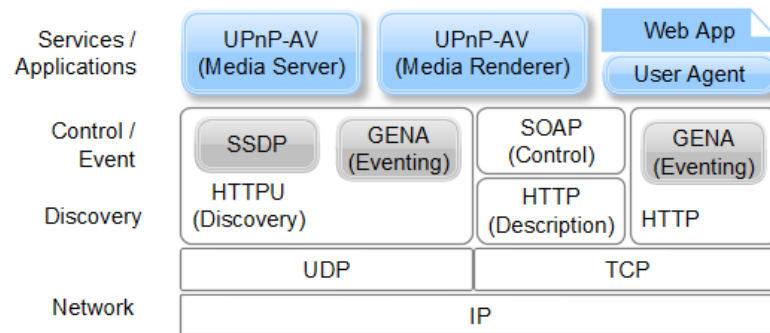 Services /
Applications
UPnP-AV
(Media Server)
UPnP-AV
(Media Renderer)
Web App
User Agent
Control /
Event
SSDP
GENA
(Eventing)
SOAP
(Control)
GENA
(Eventing)
Discovery
HTTPU
(Discovery)
HTTP
(Description)
HTTP
UDP
TCP
Network
IP